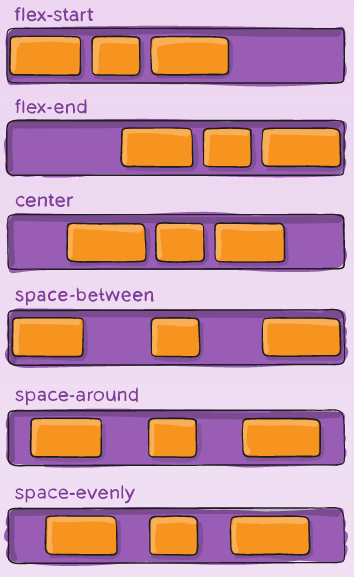 flex-start
flex-end
center
space-between
space-around
space-evenly